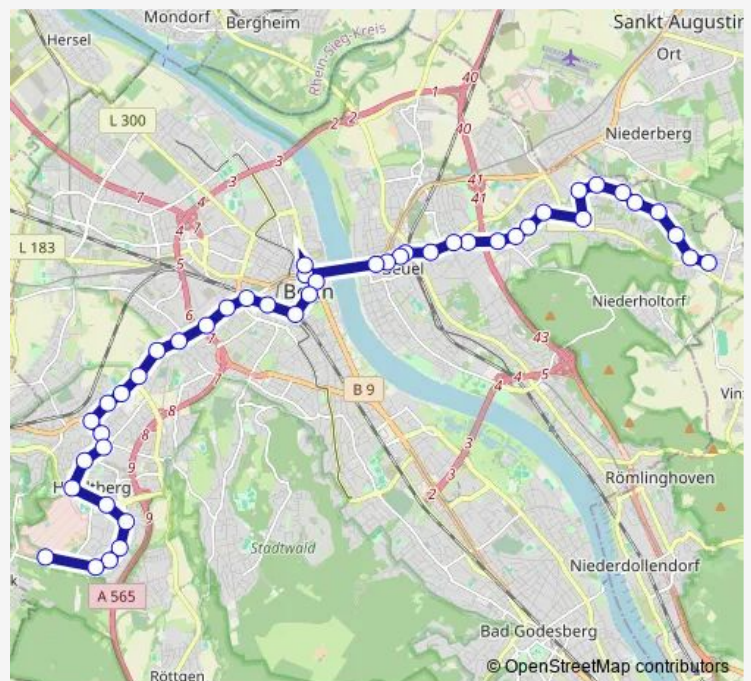 Mondorf
Bergheim
Sankt Augustin
Hersel
Ort
Rhein-Sieg-Kreis
40
1
L 300
2
2
40
Niederberg
3
3
7
4
4
1
41
41
L 183
5
Beuel
Bonn
Niederholtorf
6
7
43
7
B 9
4
4
5
8
8
3
9
Hardtberg
3
2
Römlinghoven
9
Stadtwald
Niederdollendorf
A 565
Bad Godesberg
© OpenStreetMap contributors
Röttgen